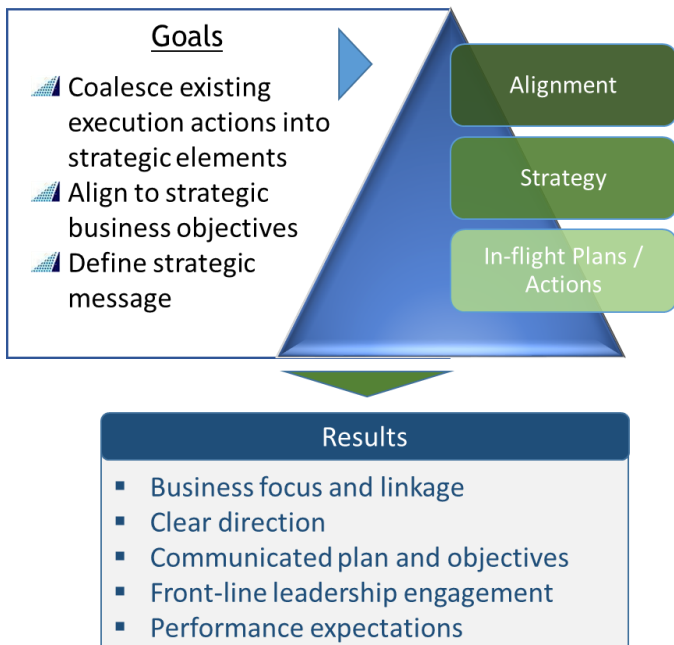 Goals
Coalesce existing
execution actions into
strategic elements
Align to strategic
business objectives
Define strategic
message
Alignment
Strategy
In-flight Plans /
Actions
Results
▪ Business focus and linkage
▪ Clear direction
▪ Communicated plan and objectives
▪ Front-line leadership engagement
▪ Performance expectations